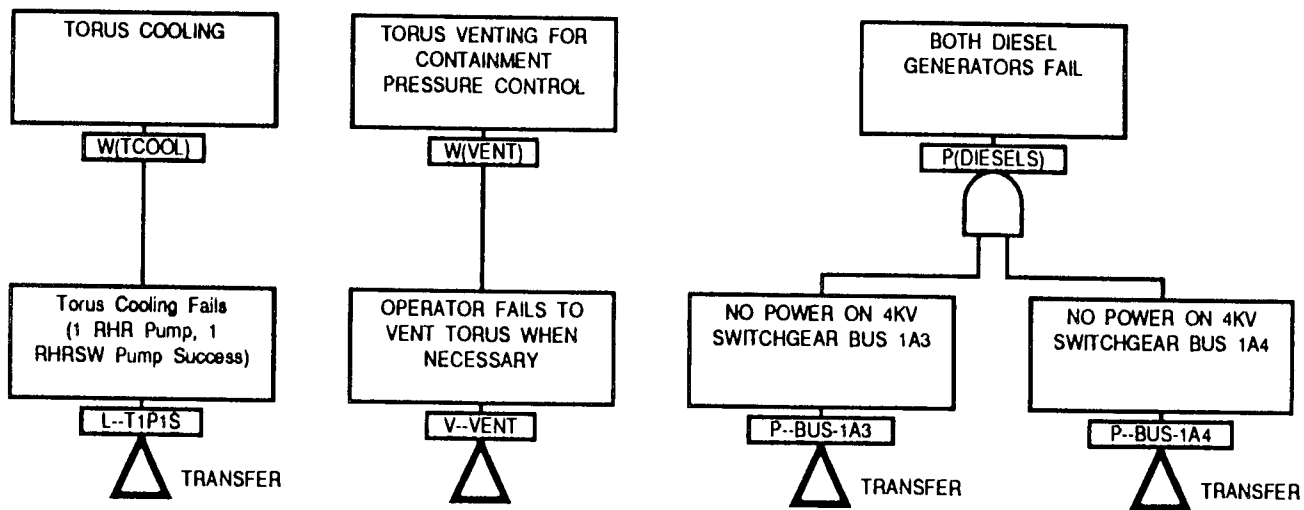 TORUS COOLING
W(TCOOL)
Torus Cooling Fails
(1 RHR Pump, 1
RHRSW Pump Success)
L--T1P1S
TRANSFER
TORUS VENTING FOR
CONTAINMENT
PRESSURE CONTROL
W(VENT)
OPERATOR FAILS TO
VENT TORUS WHEN
NECESSARY
V--VENT
BOTH DIESEL
GENERATORS FAIL
P(DIESELS)
NO POWER ON 4KV
SWITCHGEAR BUS 1A3
P--BUS-1A3
TRANSFER
NO POWER ON 4KV
SWITCHGEAR BUS 1A4
P--BUS-1A4
TRANSFER